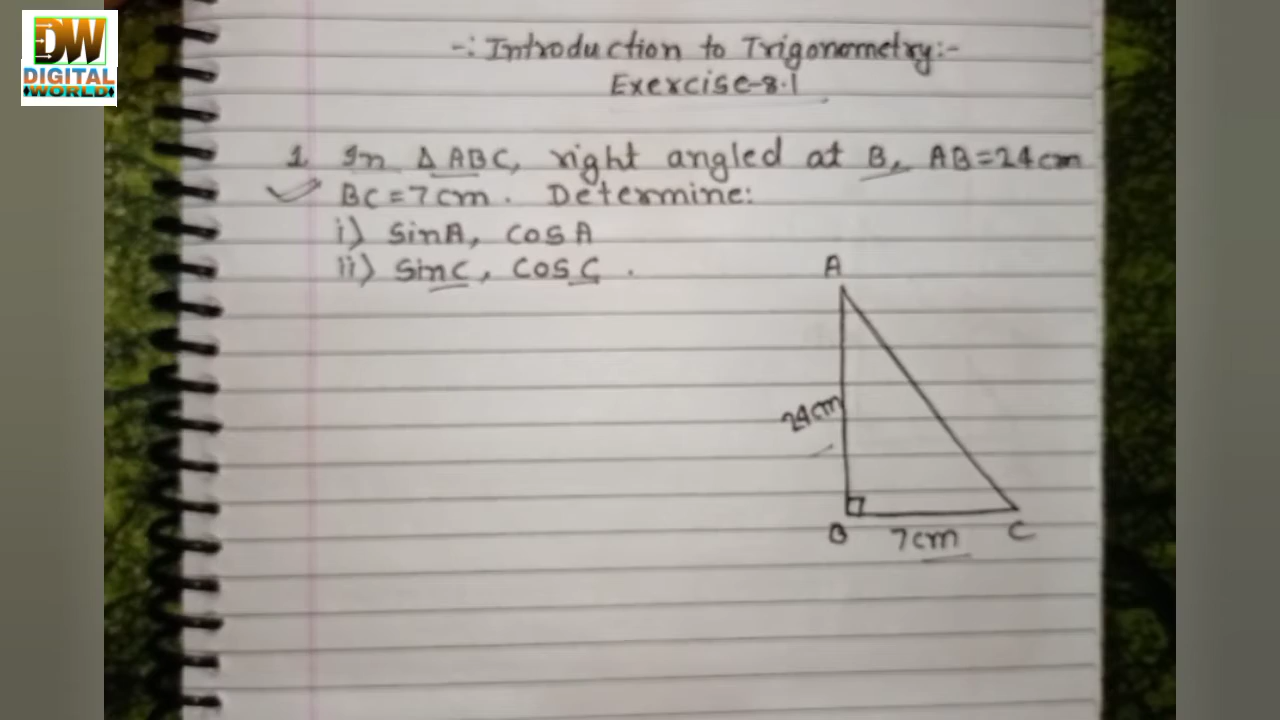 DW
DIGITAL
WORLD
-: Introduction to Trigonometry:-
Exercise-8.1
1 In Δ ABC, right angled at B, AB=24cm
BC=7cm. Determine:
i) SinA, COSA
ii) SinC, COSC.
A
24cm
B 7cm C